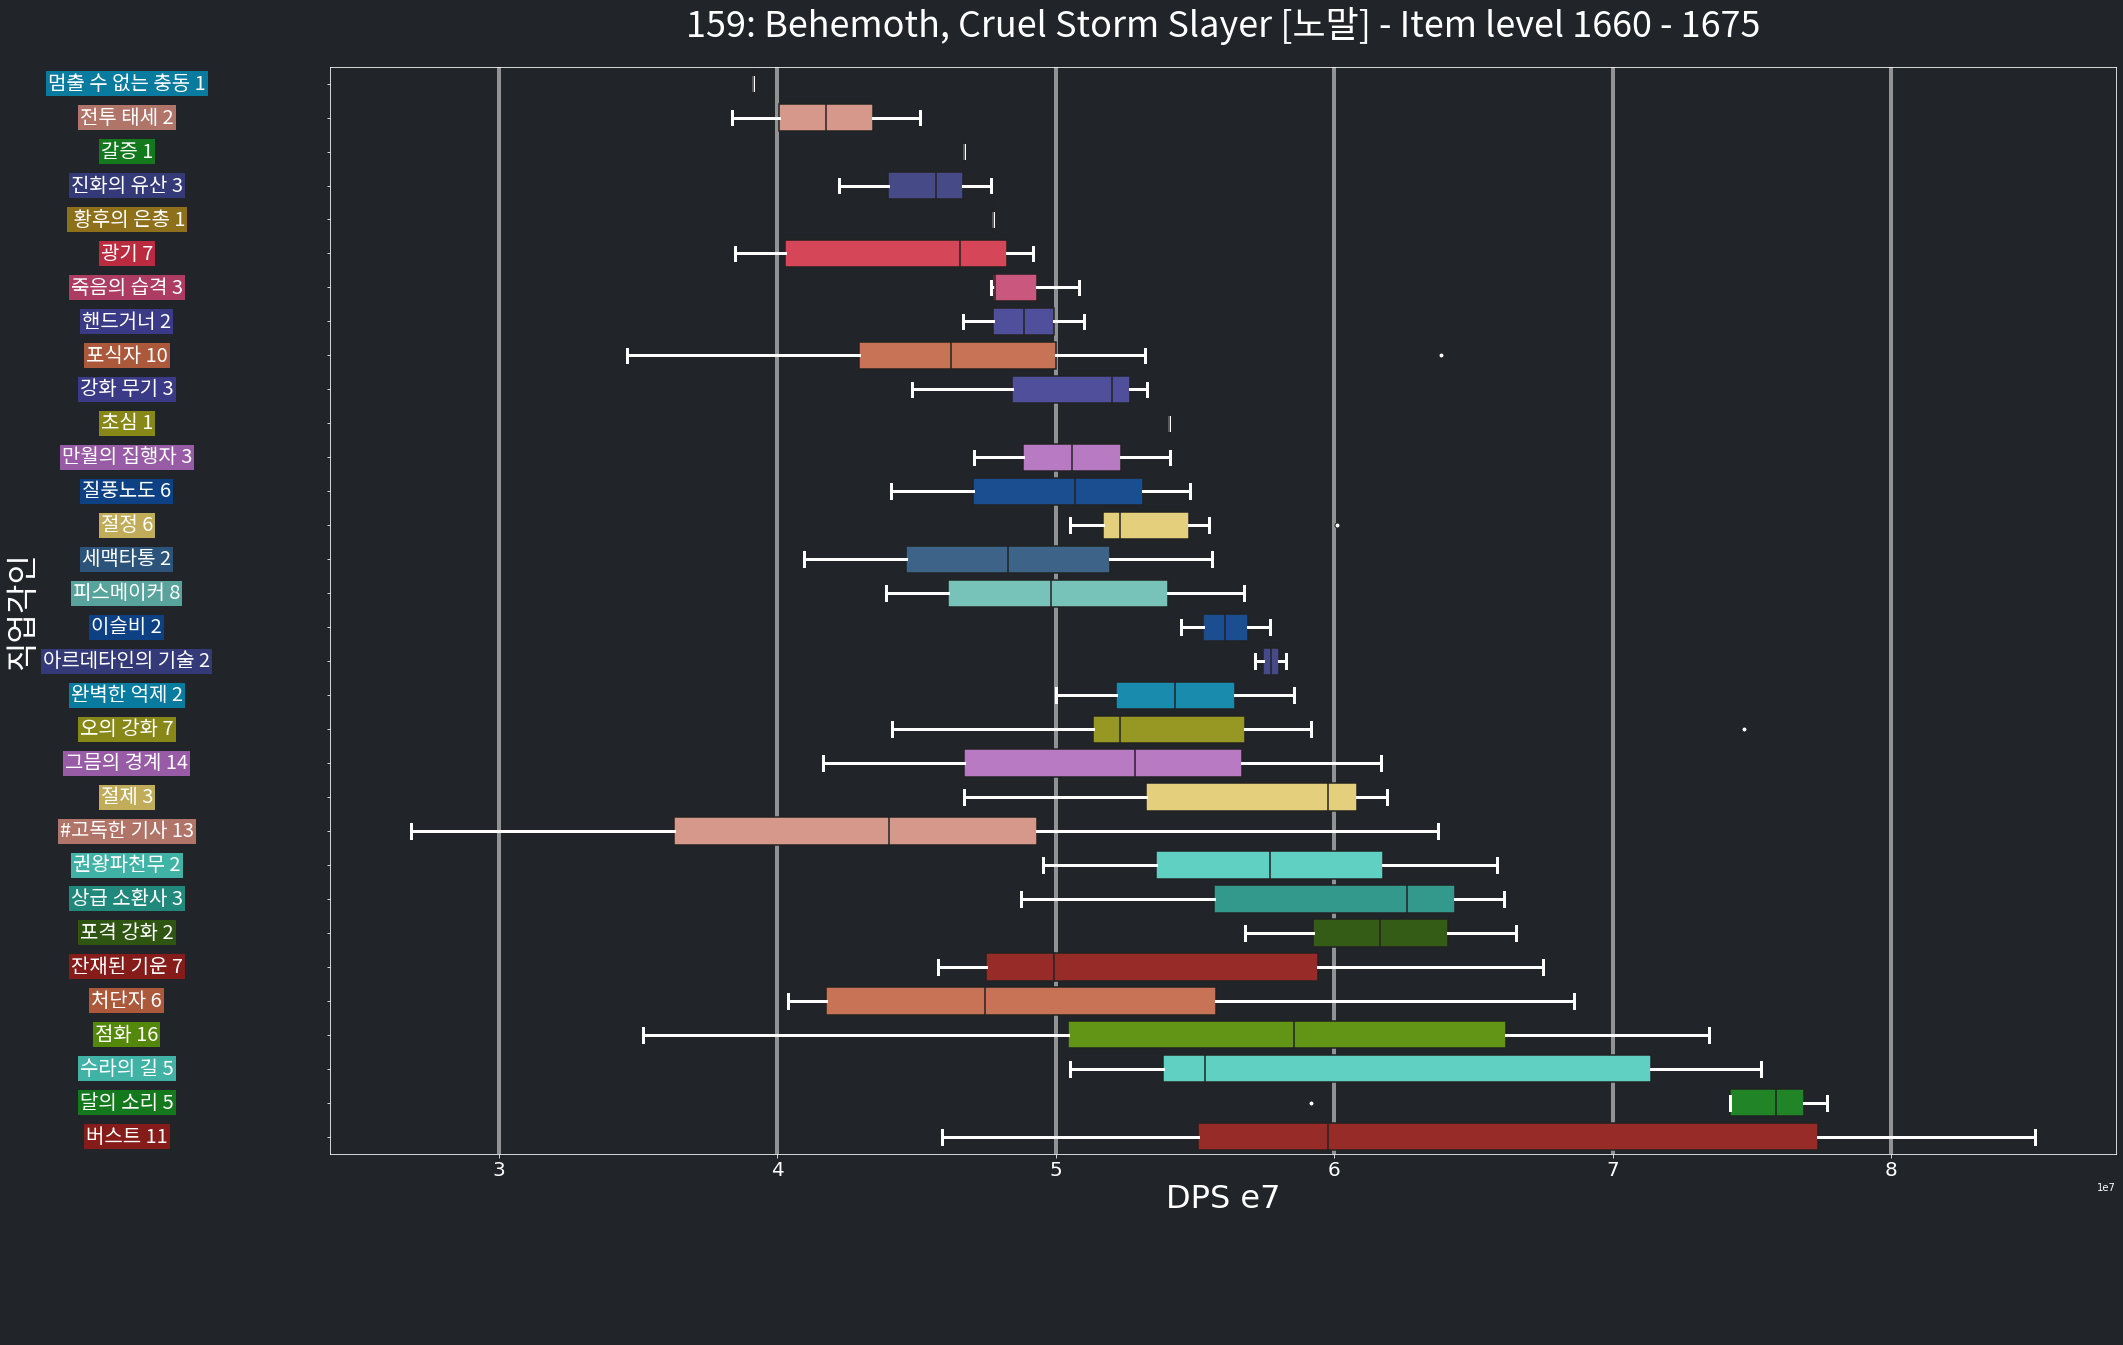 159: Behemoth, Cruel Storm Slayer [노말] - Item level 1660 - 1675
직업각인
멈출 수 없는 충동 1
전투 태세 2
갈증 1
진화의 유산 3
황후의 은총 1
광기 7
죽음의 습격 3
핸드거너 2
포식자 10
강화 무기 3
초심 1
만월의 집행자 3
질풍노도 6
절정 6
세맥타통 2
피스메이커 8
이슬비 2
아르데타인의 기술 2
완벽한 억제 2
오의 강화 7
그믐의 경계 14
절제 3
#고독한 기사 13
권왕파천무 2
상급 소환사 3
포격 강화 2
잔재된 기운 7
처단자 6
점화 16
수라의 길 5
달의 소리 5
버스트 11
3 4 5 6 7 8
DPS e7
1e7